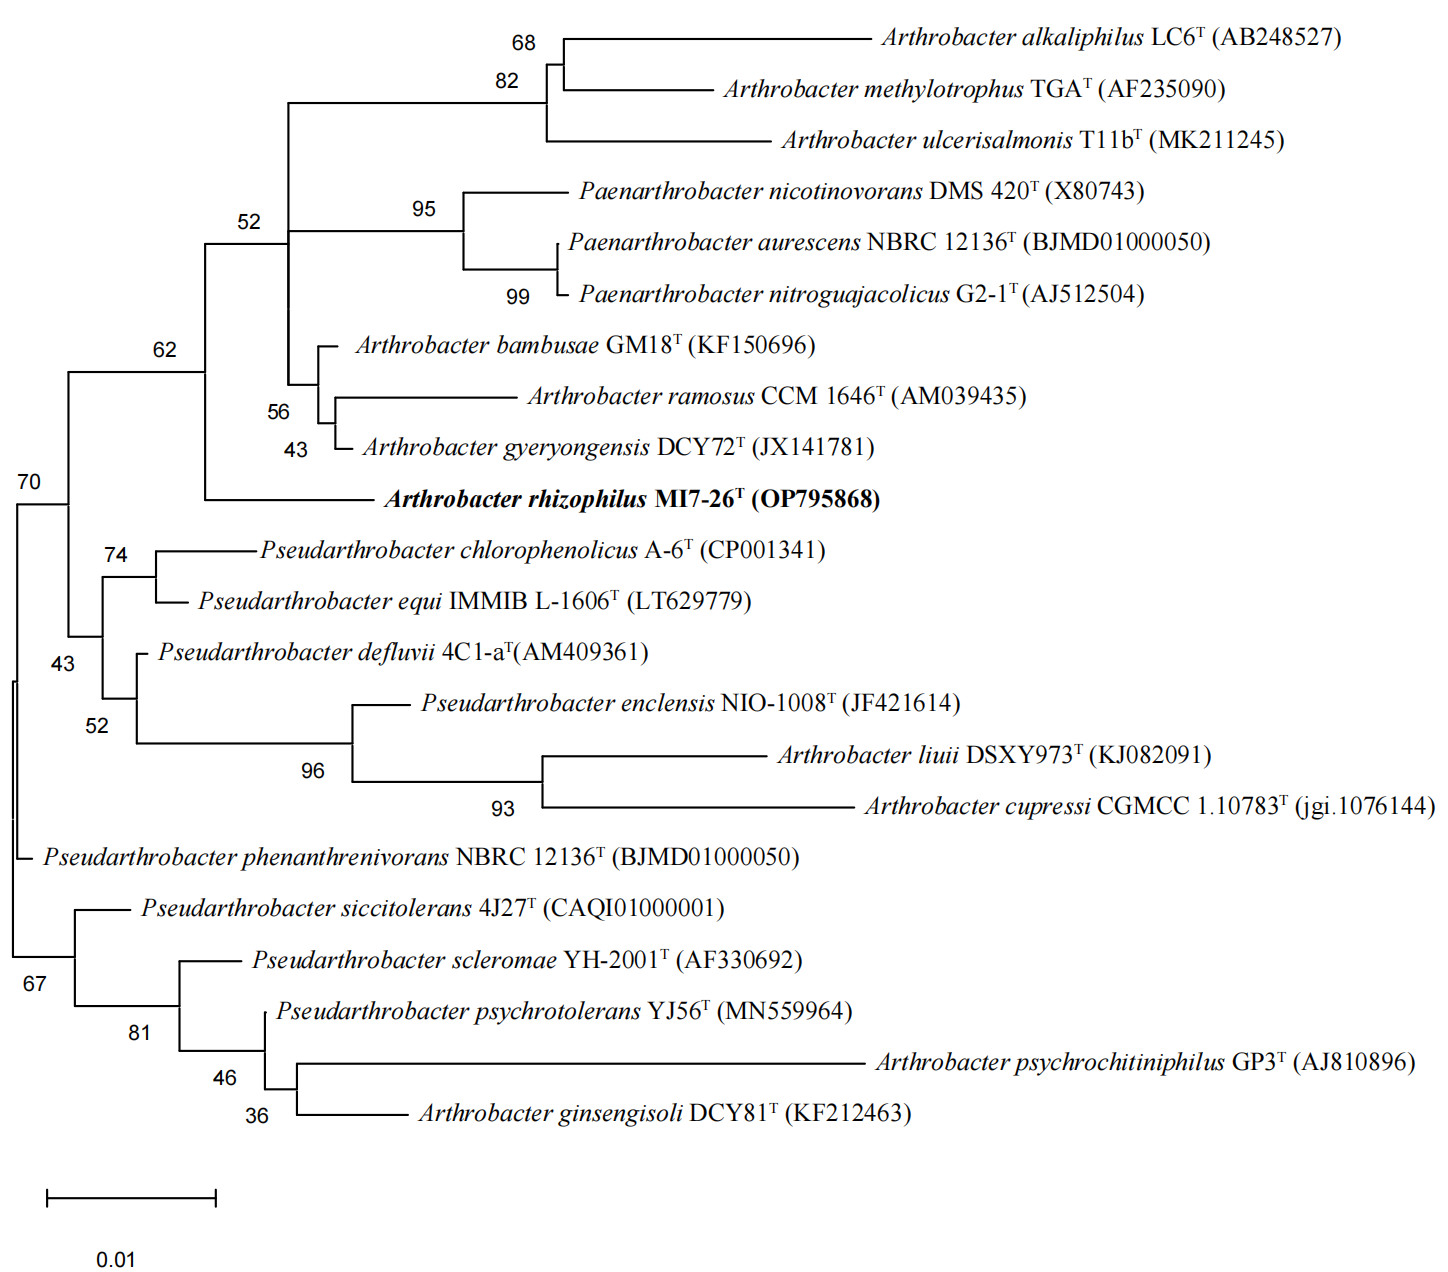 68
Arthrobacter alkaliphilus LC6ᵀ (AB248527)
82
Arthrobacter methylotrophus TGAᵀ (AF235090)
Arthrobacter ulcerisalmonis T11bᵀ (MK211245)
Paenarthrobacter nicotinovorans DMS 420ᵀ (X80743)
95
52
Paenarthrobacter aurescens NBRC 12136ᵀ (BJMD01000050)
99
Paenarthrobacter nitroguajacolicus G2-1ᵀ (AJ512504)
62
Arthrobacter bambusae GM18ᵀ (KF150696)
Arthrobacter ramosus CCM 1646ᵀ (AM039435)
56
43
Arthrobacter gyeryongensis DCY72ᵀ (JX141781)
70
Arthrobacter rhizophilus MI7-26ᵀ (OP795868)
74
Pseudarthrobacter chlorophenolicus A-6ᵀ (CP001341)
Pseudarthrobacter equi IMMIB L-1606ᵀ (LT629779)
43
Pseudarthrobacter defluvii 4C1-aᵀ(AM409361)
52
Pseudarthrobacter enclensis NIO-1008ᵀ (JF421614)
96
Arthrobacter liuii DSXY973ᵀ (KJ082091)
93
Arthrobacter cupressi CGMCC 1.10783ᵀ (jgi.1076144)
Pseudarthrobacter phenanthrenivorans NBRC 12136ᵀ (BJMD01000050)
Pseudarthrobacter siccitolerans 4J27ᵀ (CAQI01000001)
67
Pseudarthrobacter scleromae YH-2001ᵀ (AF330692)
81
Pseudarthrobacter psychrotolerans YJ56ᵀ (MN559964)
46
Arthrobacter psychrochitiniphilus GP3ᵀ (AJ810896)
36
Arthrobacter ginsengisoli DCY81ᵀ (KF212463)
0.01